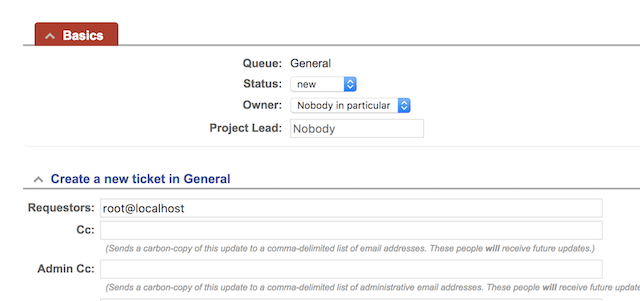 Basics
Queue: General
Status: new
Owner: Nobody in particular
Project Lead: Nobody
Create a new ticket in General
Requestors: root@localhost
Cc:
(Sends a carbon-copy of this update to a comma-delimited list of email addresses. These people will receive future updates.)
Admin Cc:
(Sends a carbon-copy of this update to a comma-delimited list of administrative email addresses. These people will receive future update